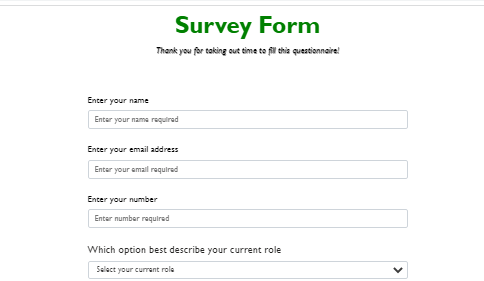 Survey Form
Thank you for taking out time to fill this questionnaire!
Enter your name
Enter your name required
Enter your email address
Enter your email required
Enter your number
Enter number required
Which option best describe your current role
Select your current role